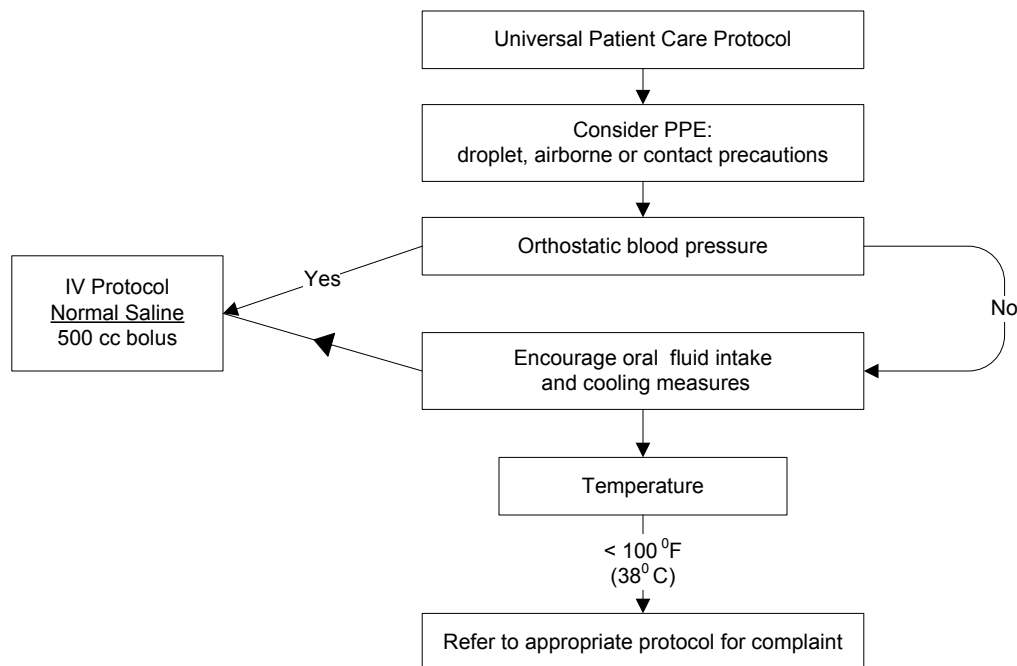 Universal Patient Care Protocol
Consider PPE:
droplet, airborne or contact precautions
Orthostatic blood pressure
Yes
No
IV Protocol
Normal Saline
500 cc bolus
Encourage oral fluid intake
and cooling measures
Temperature
< 100 ⁰F
(38⁰ C)
Refer to appropriate protocol for complaint